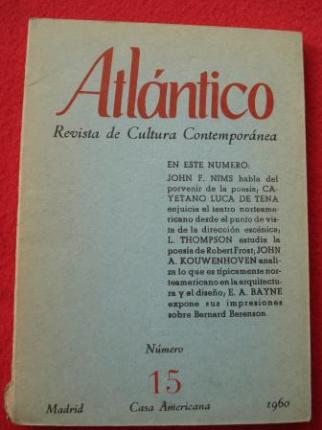 Atlántico
Revista de Cultura Contemporánea
EN ESTE NUMERO:
JOHN F. NIMS habla del
porvenir de la poesía; CA-
YETANO LUCA DE TENA
enjuicia el teatro norteame-
ricano desde el punto de vis-
ta de la dirección escénica;
L. THOMPSON estudia la
poesía de Robert Frost; JOHN
A. KOUWENHOVEN anali-
za lo que es típicamente nor-
teamericano en la arquitectu-
ra y el diseño; E. A. BAYNE
expone sus impresiones
sobre Bernard Berenson.
Número
15
Madrid Casa Americana 1960